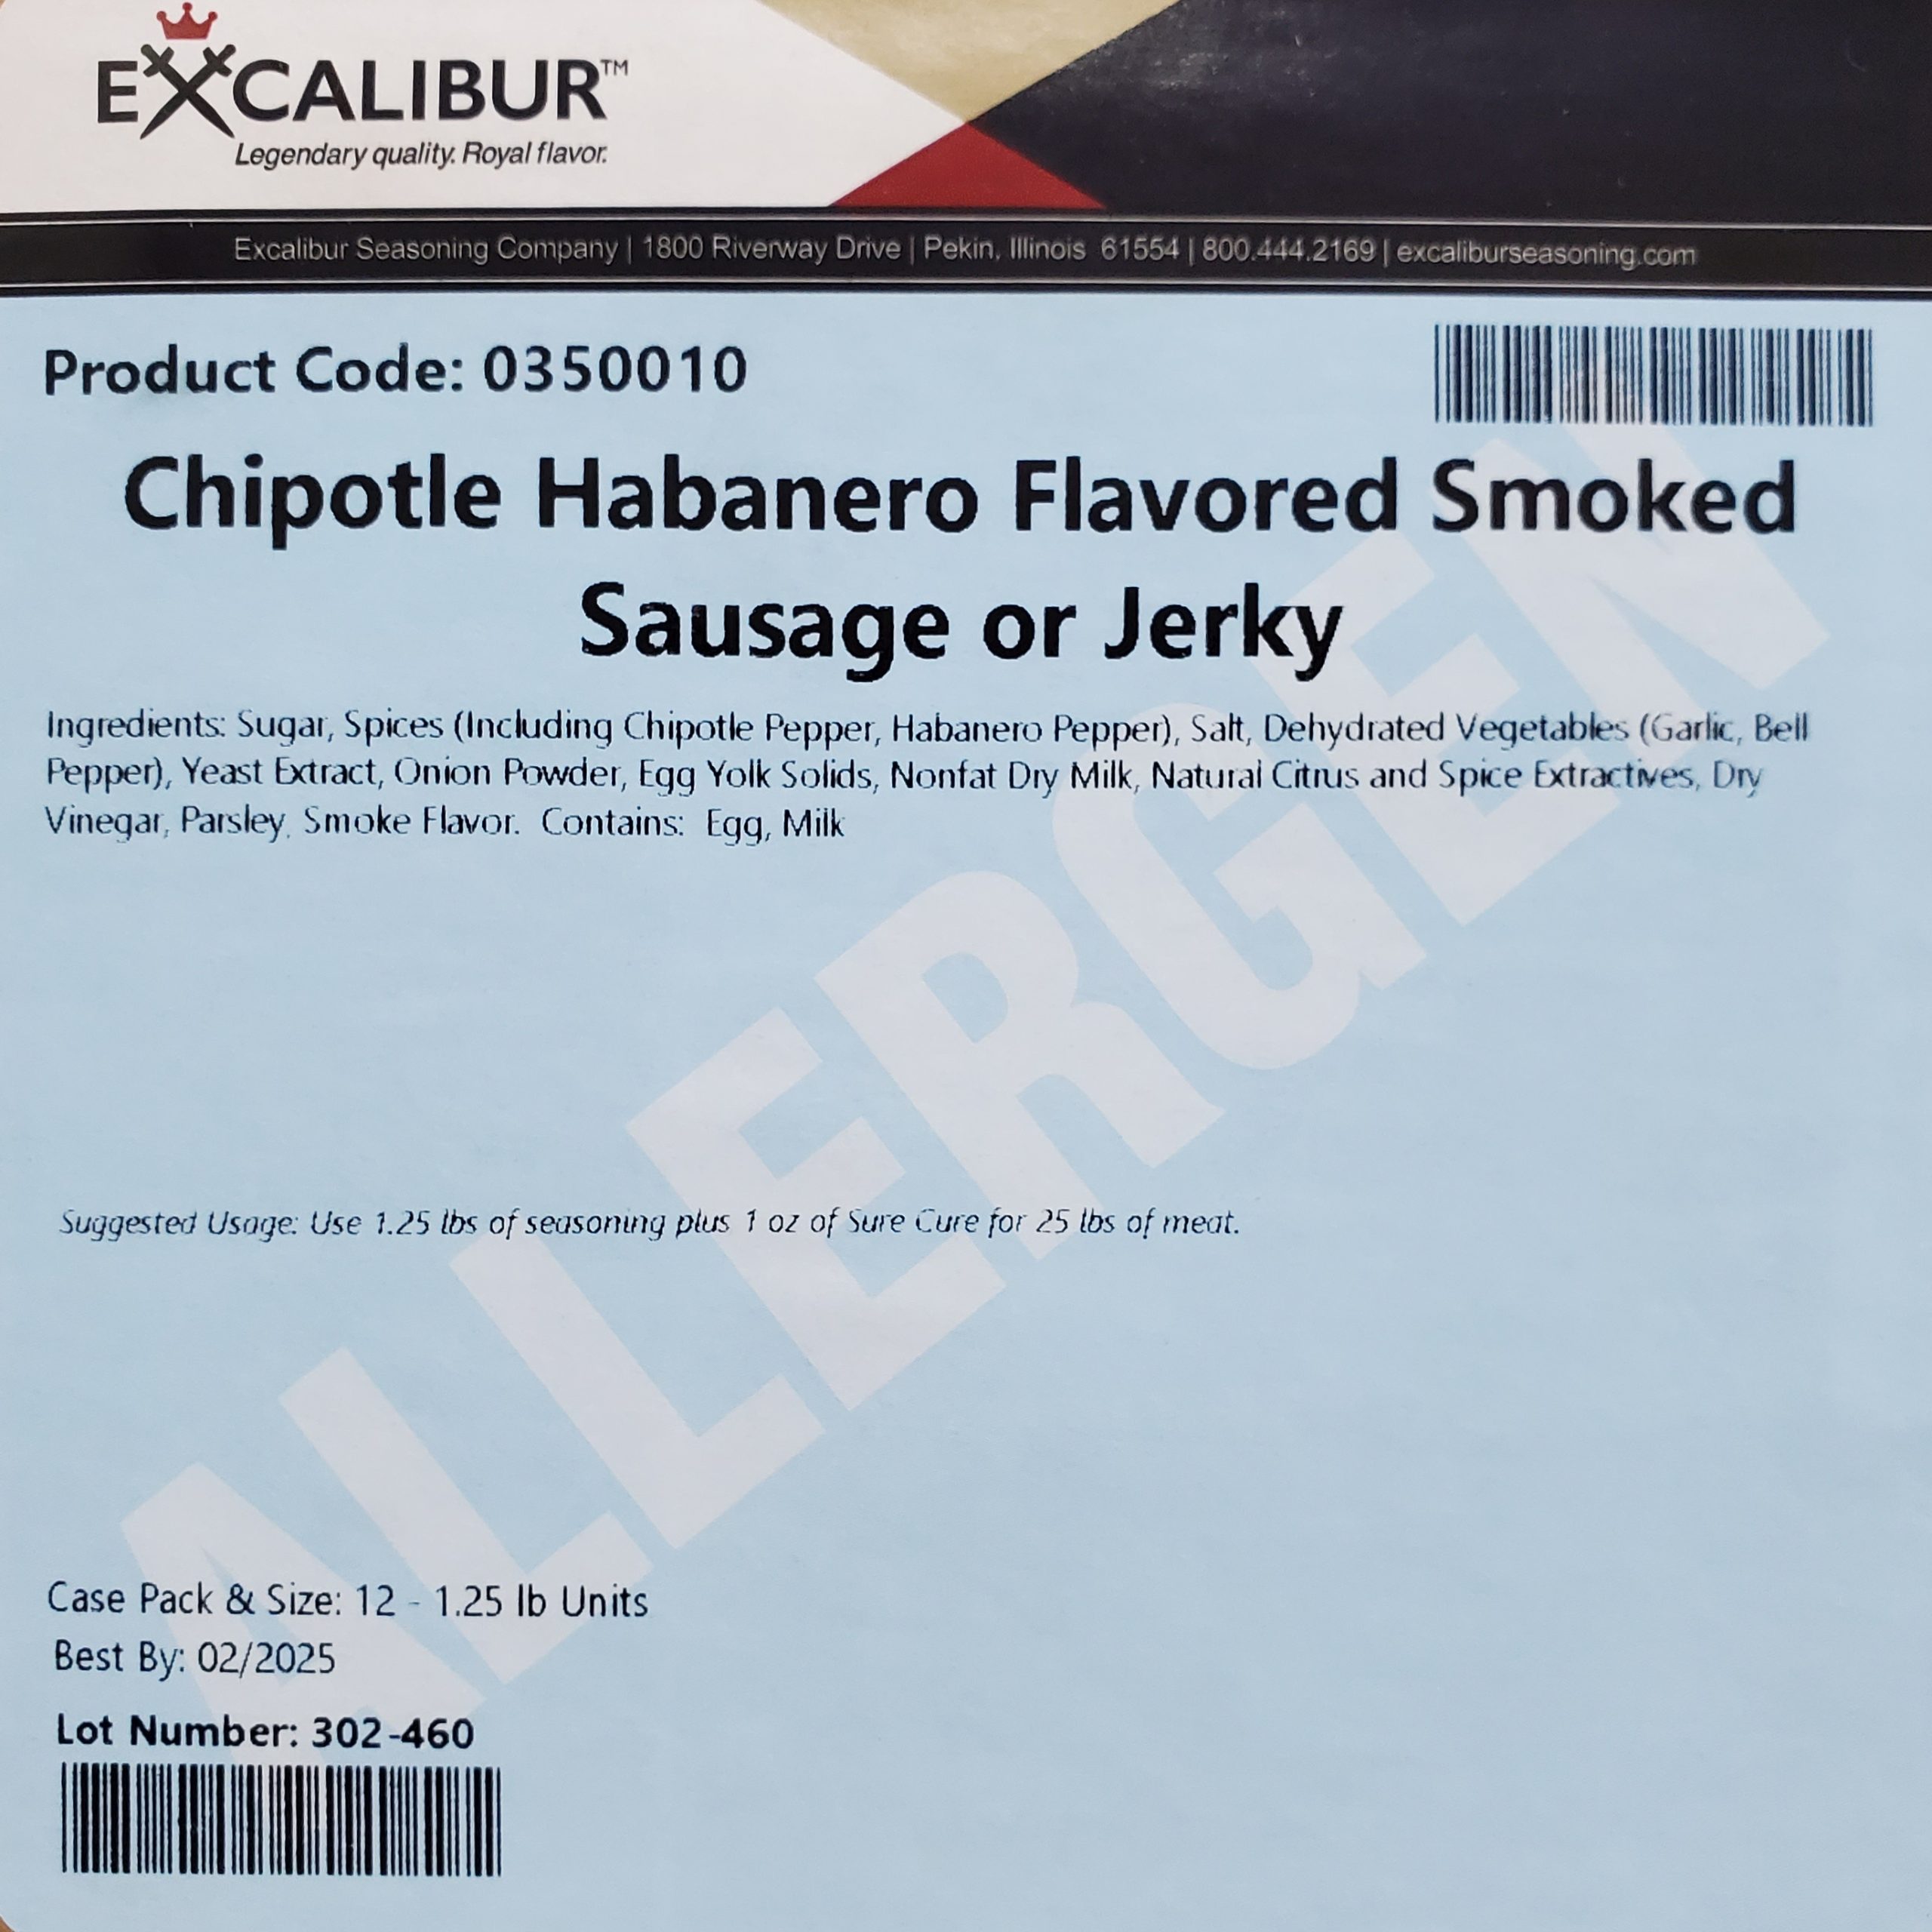 EXCALIBUR™
Legendary quality. Royal flavor.
Excalibur Seasoning Company | 1800 Riverway Drive | Pekin, Illinois 61554 | 800.444.2169 | excaliburseasoning.com
Product Code: 0350010
Chipotle Habanero Flavored Smoked
Sausage or Jerky
Ingredients: Sugar, Spices (Including Chipotle Pepper, Habanero Pepper), Salt, Dehydrated Vegetables (Garlic, Bell
Pepper), Yeast Extract, Onion Powder, Egg Yolk Solids, Nonfat Dry Milk, Natural Citrus and Spice Extractives, Dry
Vinegar, Parsley, Smoke Flavor. Contains: Egg, Milk
ALLERGEN
Suggested Usage: Use 1.25 lbs of seasoning plus 1 oz of Sure Cure for 25 lbs of meat.
Case Pack & Size: 12 - 1.25 lb Units
Best By: 02/2025
Lot Number: 302-460